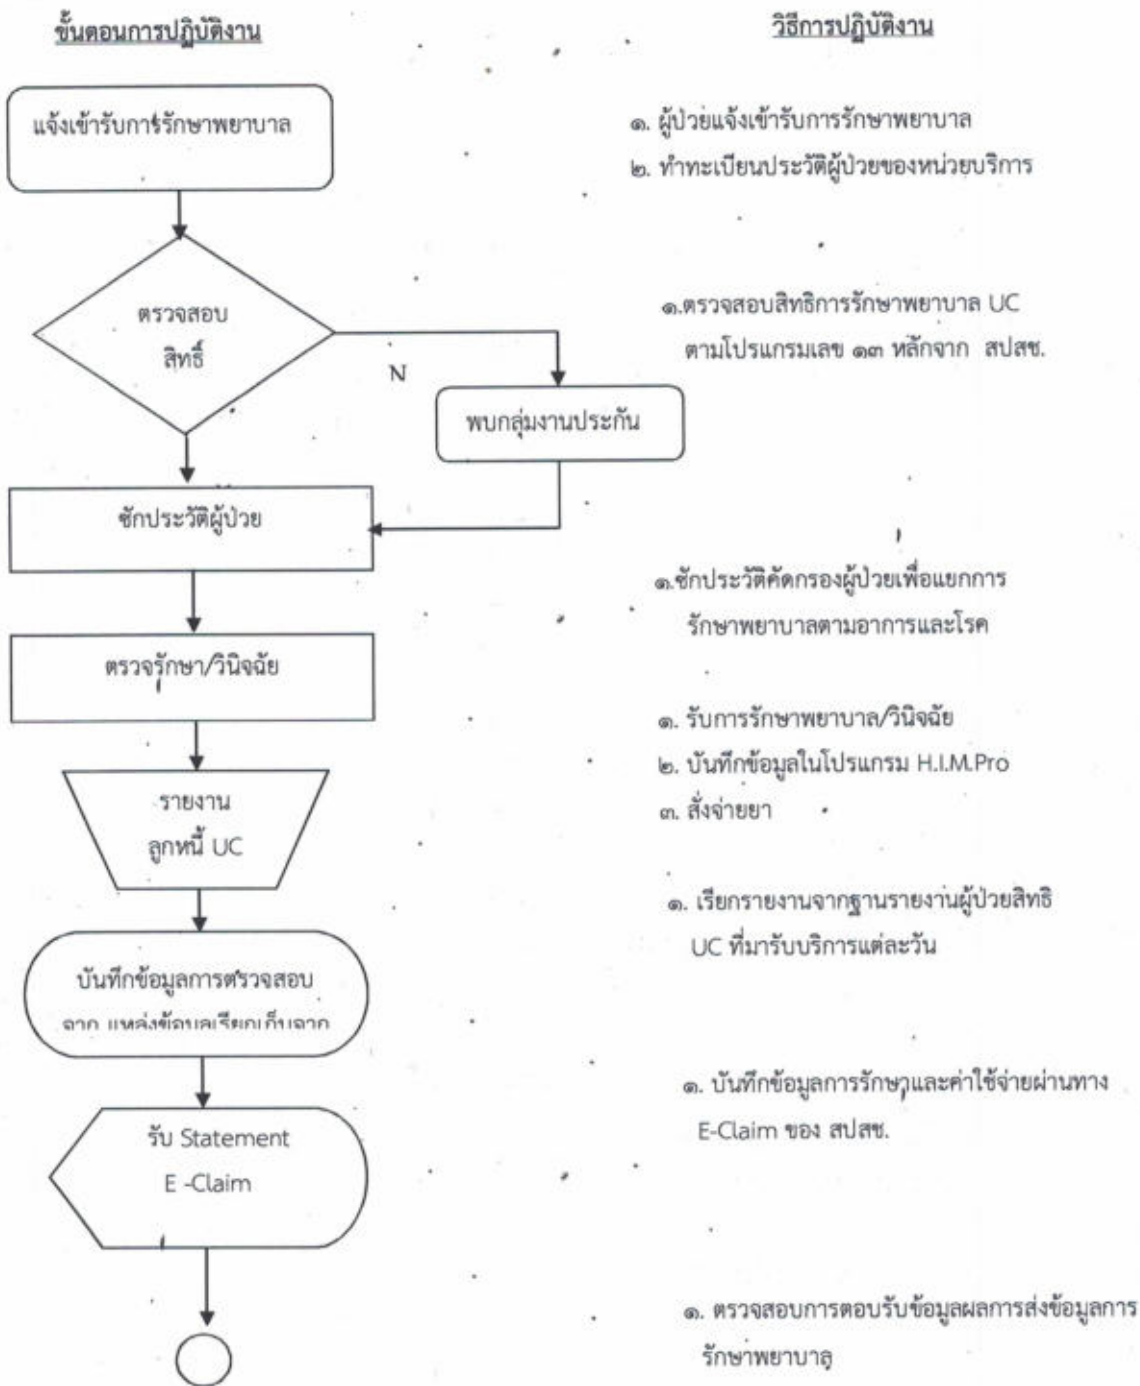 ขั้นตอนการปฏิบัติงาน
วิธีการปฏิบัติงาน
แจ้งเข้ารับการรักษาพยาบาล
๑. ผู้ป่วยแจ้งเข้ารับการรักษาพยาบาล
๒. ทำทะเบียนประวัติผู้ป่วยของหน่วยบริการ
ตรวจสอบ
สิทธิ์
๑.ตรวจสอบสิทธิการรักษาพยาบาล UC
ตามโปรแกรมเลข ๑๓ หลักจาก สปสช.
N
พบกลุ่มงานประกัน
ซักประวัติผู้ป่วย
๑.ซักประวัติคัดกรองผู้ป่วยเพื่อแยกการ
รักษาพยาบาลตามอาการและโรค
ตรวจรักษา/วินิจฉัย
๑. รับการรักษาพยาบาล/วินิจฉัย
๒. บันทึกข้อมูลในโปรแกรม H.I.M.Pro
๓. สั่งจ่ายยา
รายงาน
ลูกหนี้ UC
๑. เรียกรายงานจากฐานรายงานผู้ป่วยสิทธิ
UC ที่มารับบริการแต่ละวัน
บันทึกข้อมูลการตรวจสอบ
จาก แหล่งข้อมูลเรียกเก็บจาก
๑. บันทึกข้อมูลการรักษาและค่าใช้จ่ายผ่านทาง
E-Claim ของ สปสช.
รับ Statement
E -Claim
๑. ตรวจสอบการตอบรับข้อมูลผลการส่งข้อมูลการ
รักษาพยาบาล